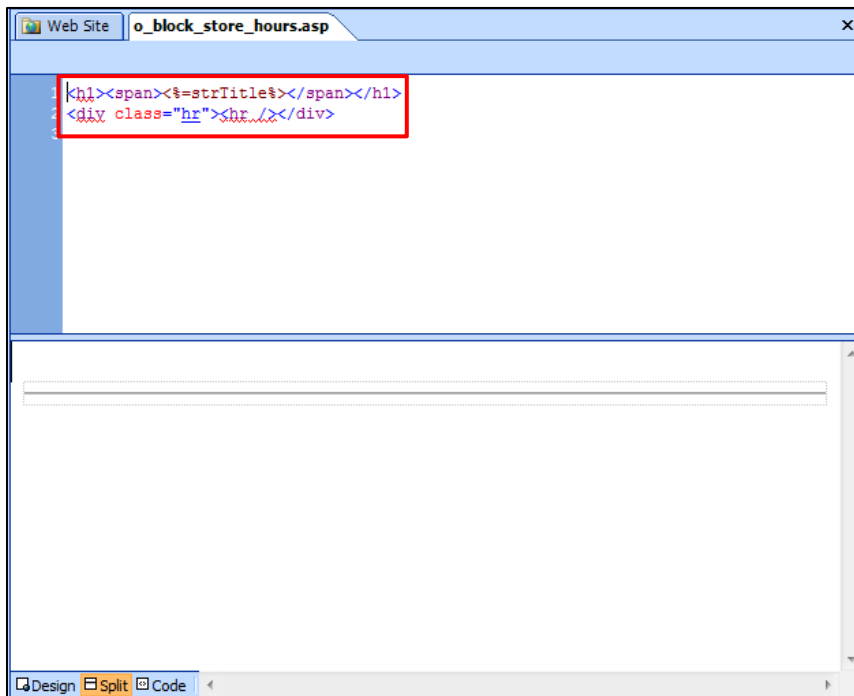 Web Site o_block_store_hours.asp ×
1 <h1><span><%=strTitle%></span></h1>
2 <div class="hr"><hr /></div>
3
Design Split Code